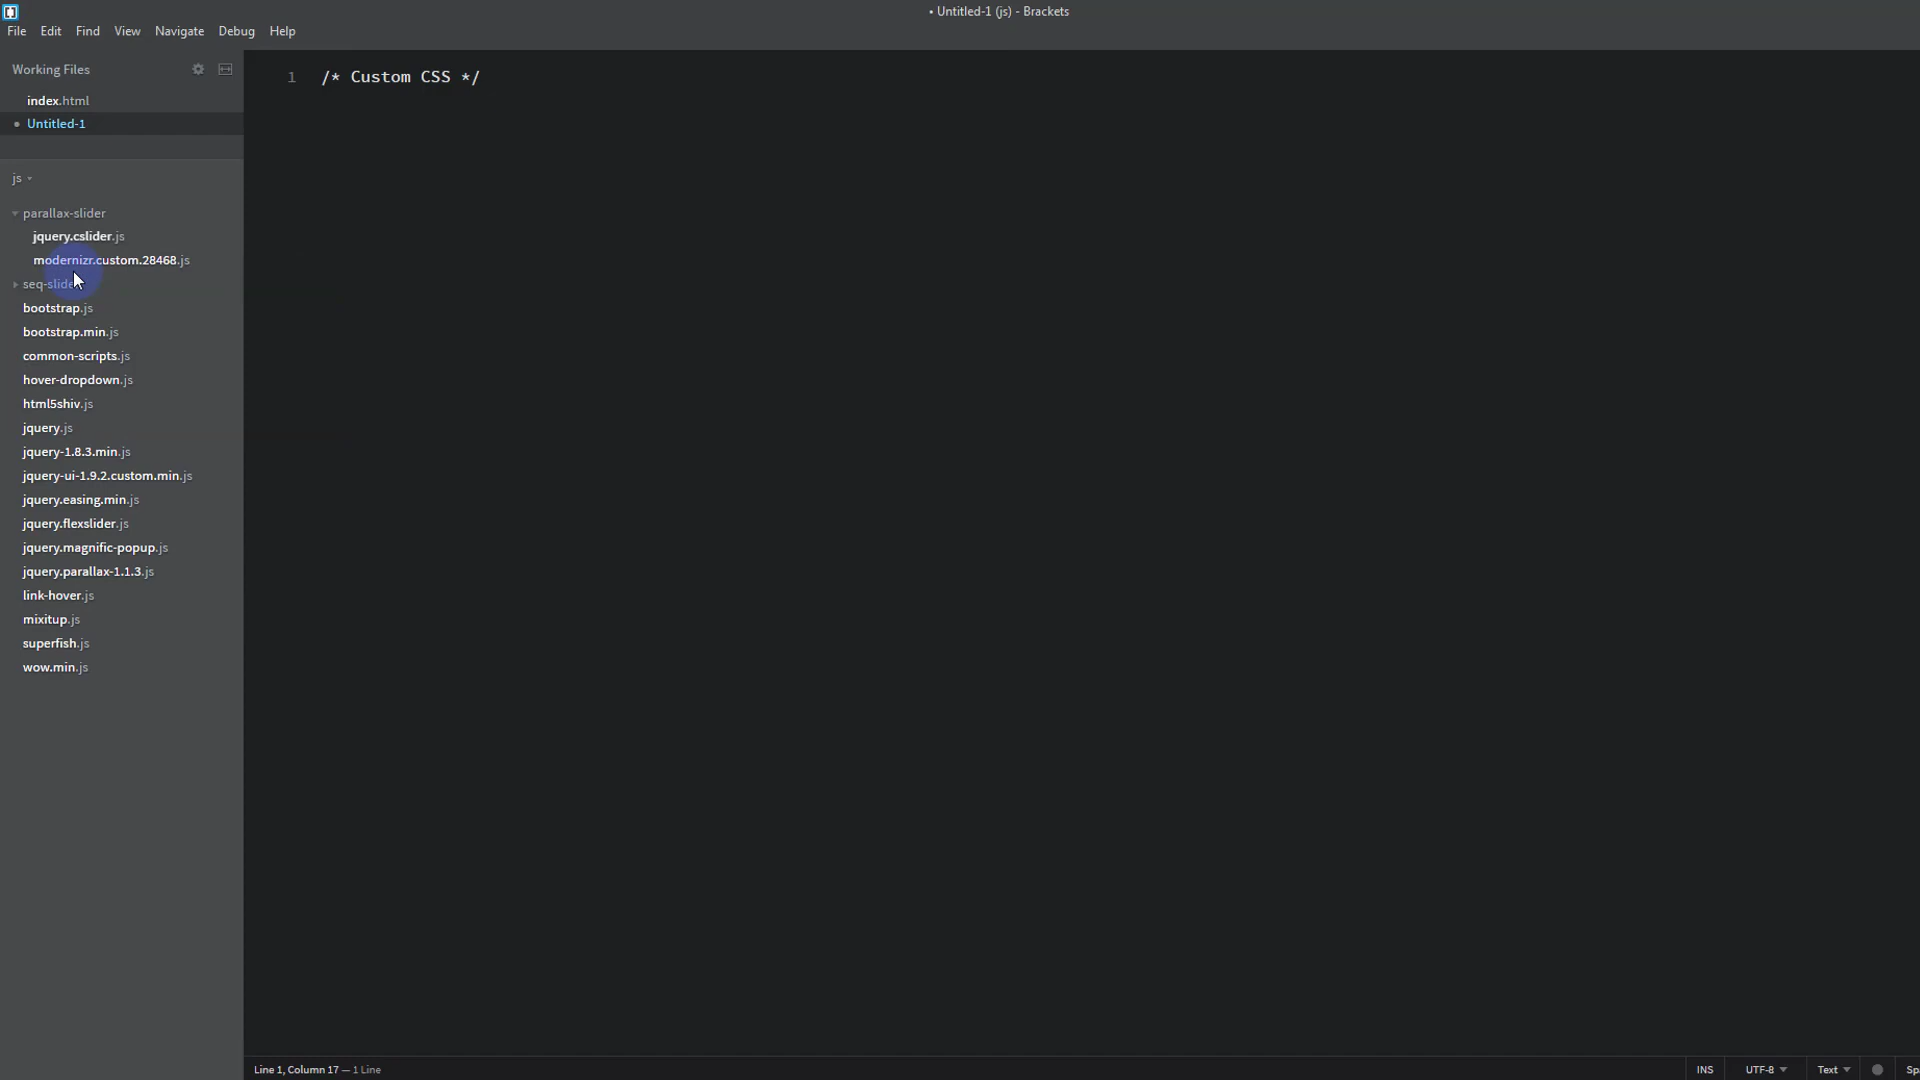 • Untitled-1 (js) - Brackets
File Edit Find View Navigate Debug Help
Working Files
index.html
• Untitled-1
js
parallax-slider
jquery.cslider.js
modernizr.custom.28468.js
bootstrap.js
bootstrap.min.js
common-scripts.js
hover-dropdown.js
html5shiv.js
jquery.js
jquery-1.8.3.min.js
jquery-ui-1.9.2.custom.min.js
jquery.easing.min.js
jquery.flexslider.js
jquery.magnific-popup.js
jquery.parallax-1.1.3.js
link-hover.js
mixitup.js
superfish.js
wow.min.js
1 /* Custom CSS */
Line 1, Column 17 — 1 Line
INS UTF-8 Text